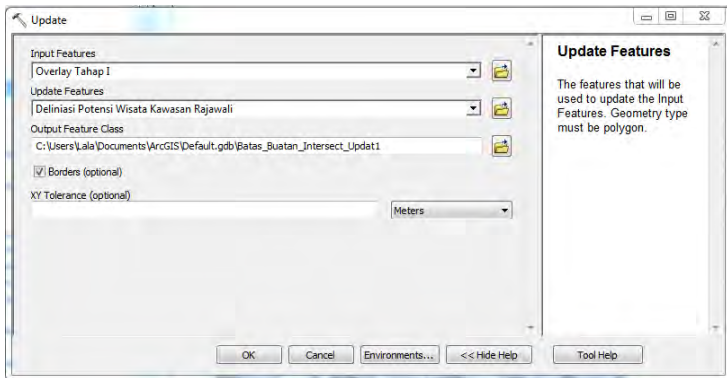 Update
Input Features
Overlay Tahap I
Update Features
Deliniasi Potensi Wisata Kawasan Rajawali
Output Feature Class
C:\Users\Lala\Documents\ArcGIS\Default.gdb\Batas_Buatan_Intersect_Updat1
Borders (optional)
XY Tolerance (optional)
Meters
OK
Cancel
Environments...
<< Hide Help
Update Features
The features that will be
used to update the Input
Features. Geometry type
must be polygon.
Tool Help